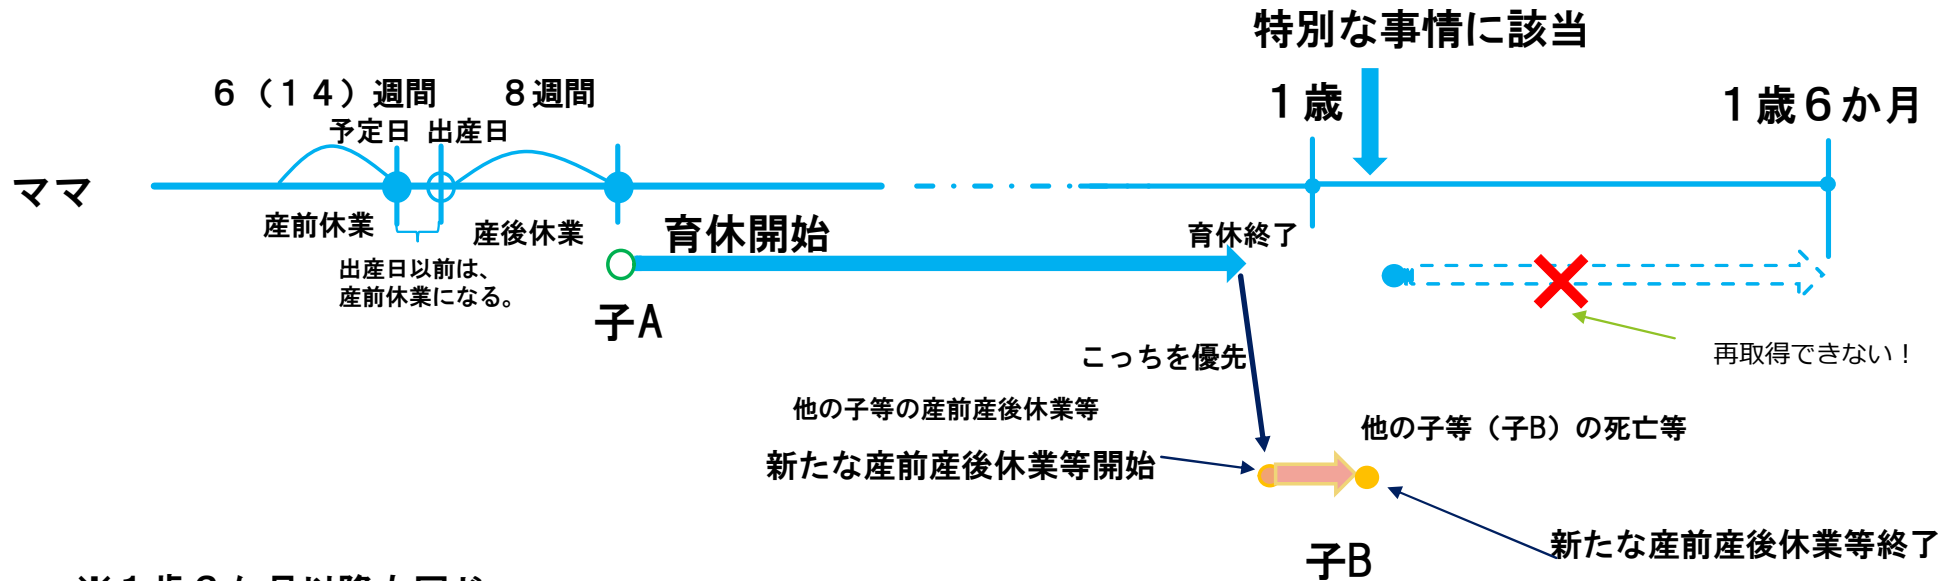 特別な事情に該当
６（１４）週間　８週間
１歳
１歳６か月
予定日 出産日
ママ
産前休業
産後休業
育休開始
育休終了
出産日以前は、
産前休業になる。
子A
こっちを優先
再取得できない！
他の子等の産前産後休業等
他の子等（子B）の死亡等
新たな産前産後休業等開始
新たな産前産後休業等終了
子B